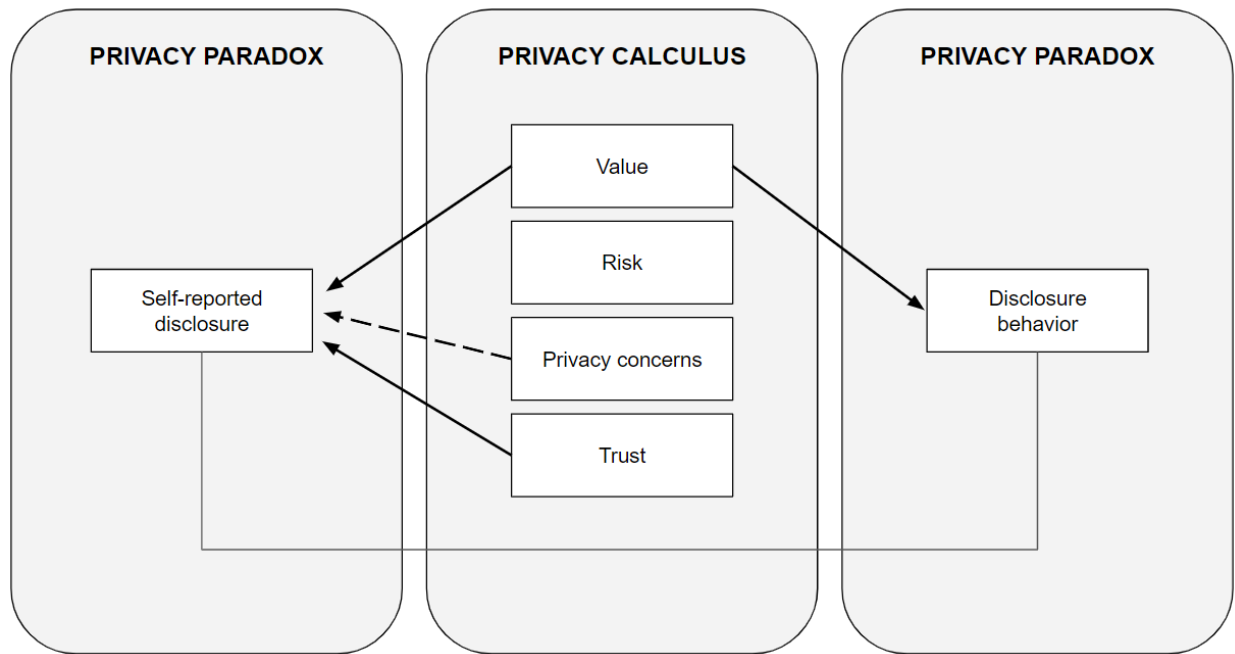 PRIVACY PARADOX
PRIVACY CALCULUS
PRIVACY PARADOX
Value
Risk
Self-reported
disclosure
Privacy concerns
Trust
Disclosure
behavior